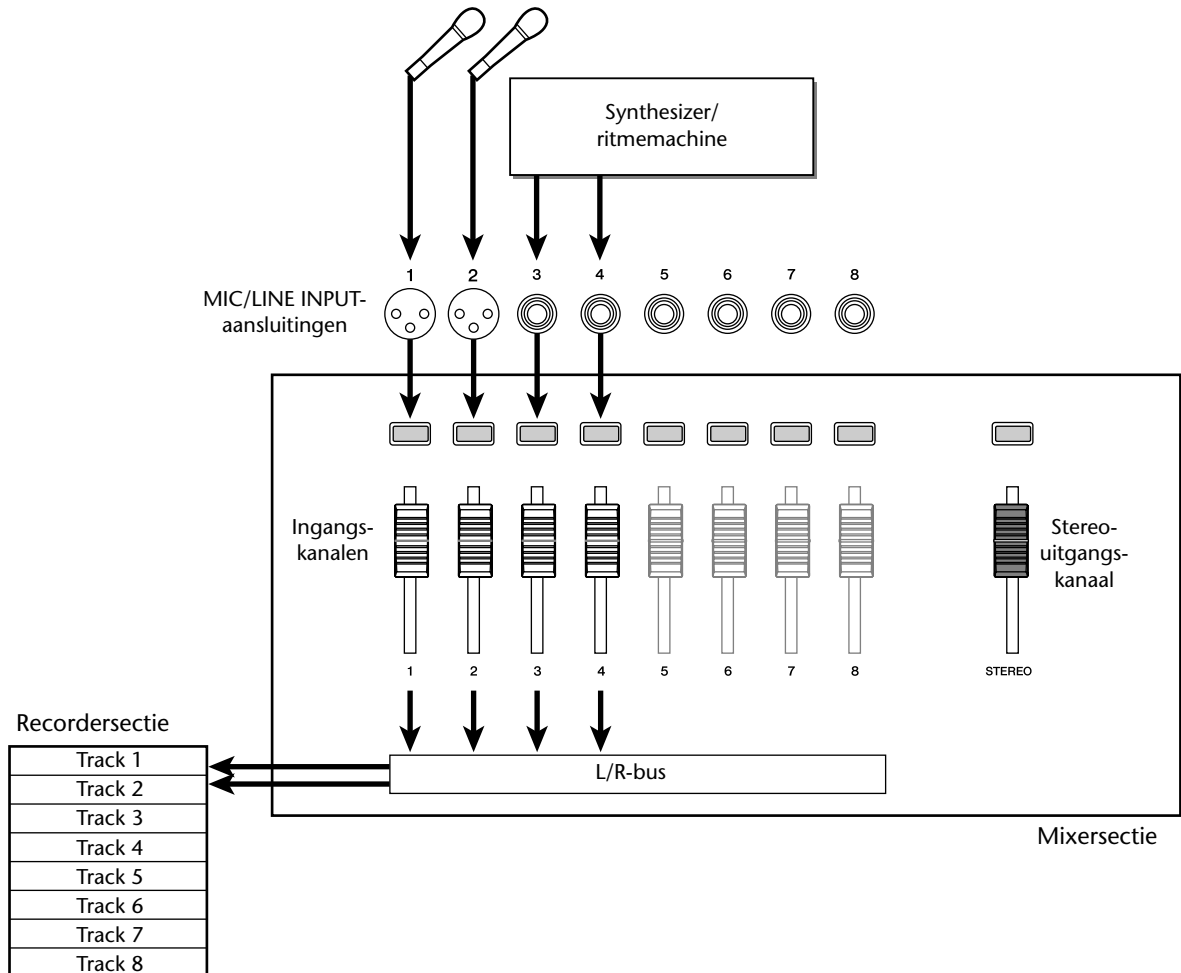 Synthesizer/
ritmemachine
1 2 3 4 5 6 7 8
MIC/LINE INPUT-
aansluitingen
Ingangs-
kanalen
Stereo-
uitgangs-
kanaal
1 2 3 4 5 6 7 8 STEREO
Recordersectie
Track 1
Track 2
Track 3
Track 4
Track 5
Track 6
Track 7
Track 8
L/R-bus
Mixersectie